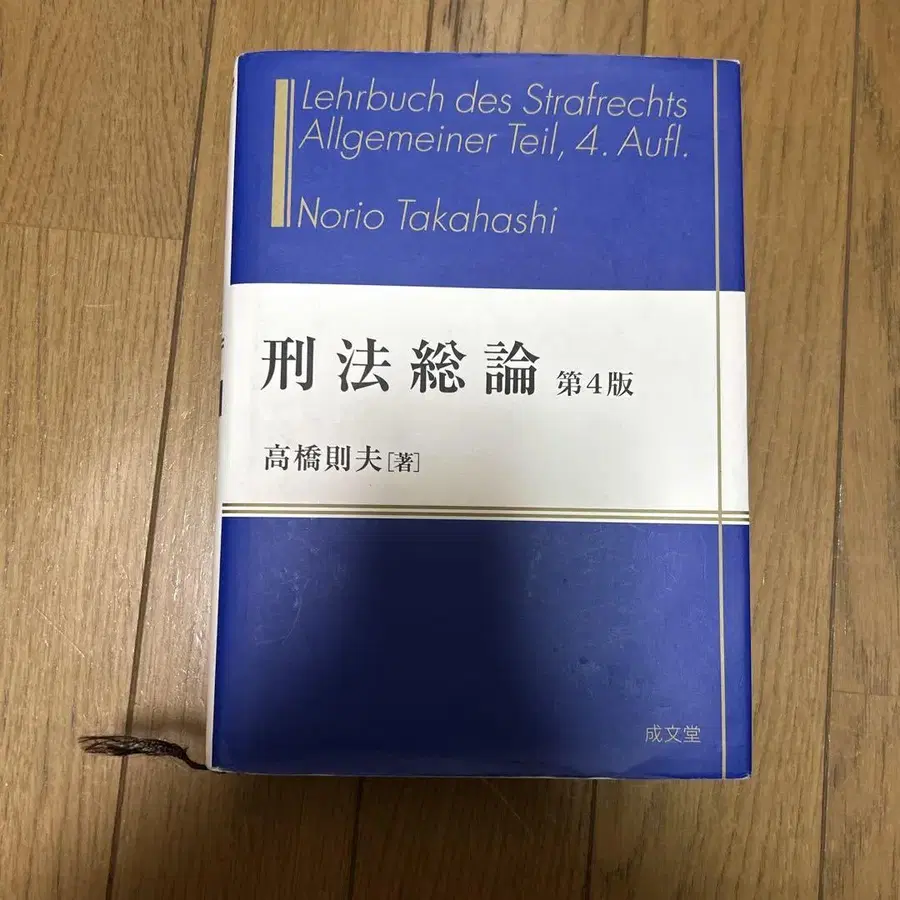 Lehrbuch des Strafrechts
Allgemeiner Teil, 4. Aufl.
Norio Takahashi
刑法総論 第4版
高橋則夫[著]
成文堂